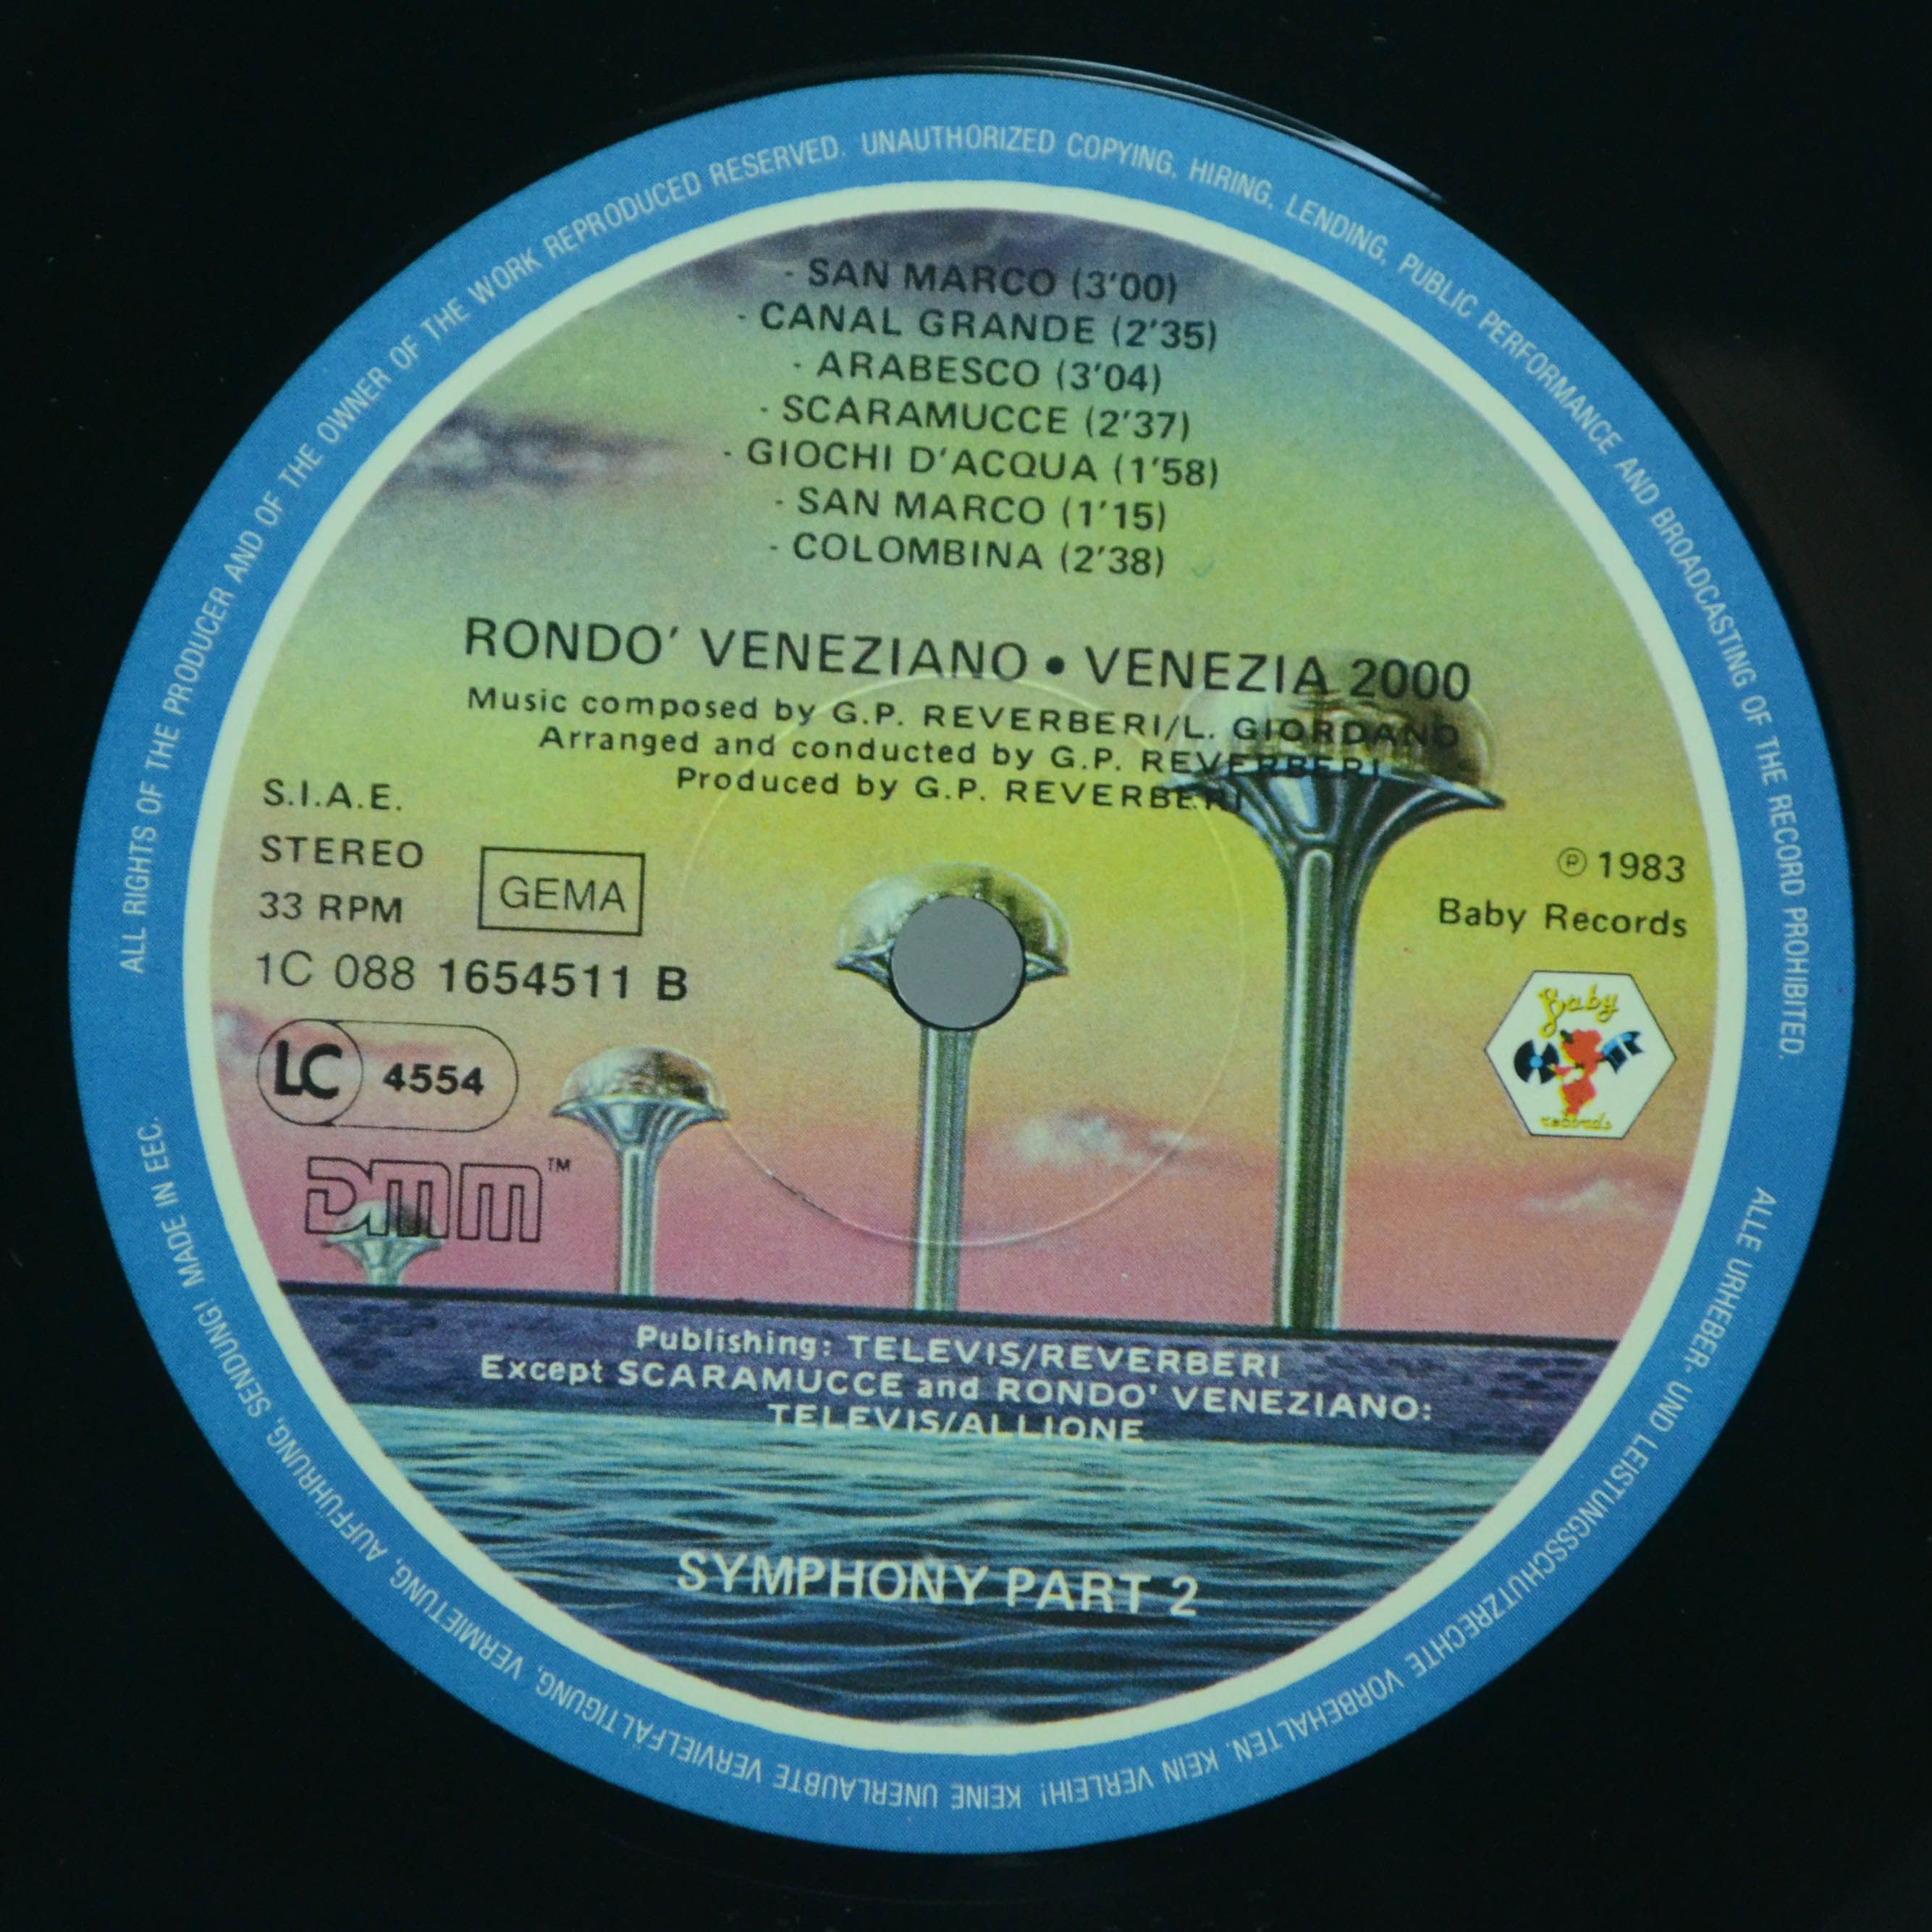 ALL RIGHTS OF THE PRODUCER AND OF THE OWNER OF THE WORK REPRODUCED RESERVED. UNAUTHORIZED COPYING, HIRING, LENDING, PUBLIC PERFORMANCE AND BROADCASTING OF THE RECORD PROHIBITED.
- SAN MARCO (3'00)
- CANAL GRANDE (2'35)
- ARABESCO (3'04)
- SCARAMUCCE (2'37)
- GIOCHI D'ACQUA (1'58)
- SAN MARCO (1'15)
- COLOMBINA (2'38)
RONDO' VENEZIANO • VENEZIA 2000
Music composed by G.P. REVERBERI/L. GIORDANO
Arranged and conducted by G.P. REVERBERI
Produced by G.P. REVERBERI
S.I.A.E.
STEREO
33 RPM
GEMA
1C 088 1654511 B
LC 4554
DMM™
℗ 1983
Baby Records
Baby
records
Publishing: TELEVIS/REVERBERI
Except SCARAMUCCE and RONDO' VENEZIANO:
TELEVIS/ALLIONE
SYMPHONY PART 2
ALLE URHEBER- UND LEISTUNGSSCHUTZRECHTE VORBEHALTEN. KEIN VERLEIH! KEINE UNERLAUBTE VERVIELFÄLTIGUNG, VERMIETUNG, AUFFÜHRUNG, SENDUNG! MADE IN EEC.